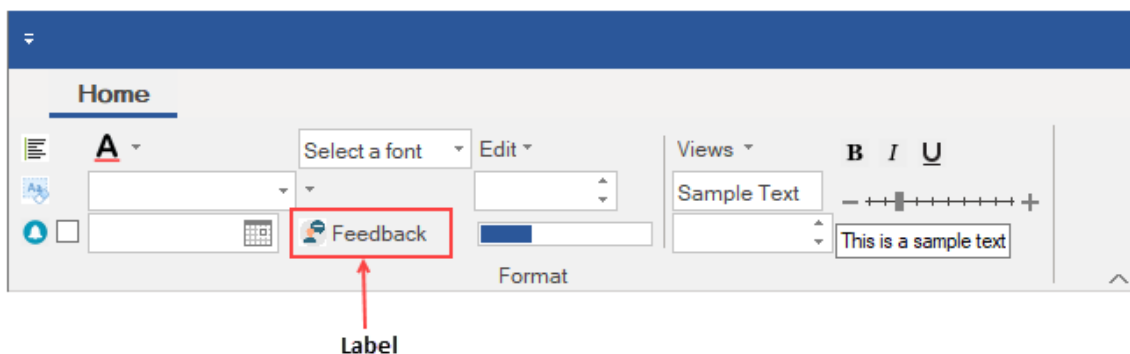 Home
A Select a font Edit Views B I U
Sample Text
Feedback This is a sample text
Format
Label